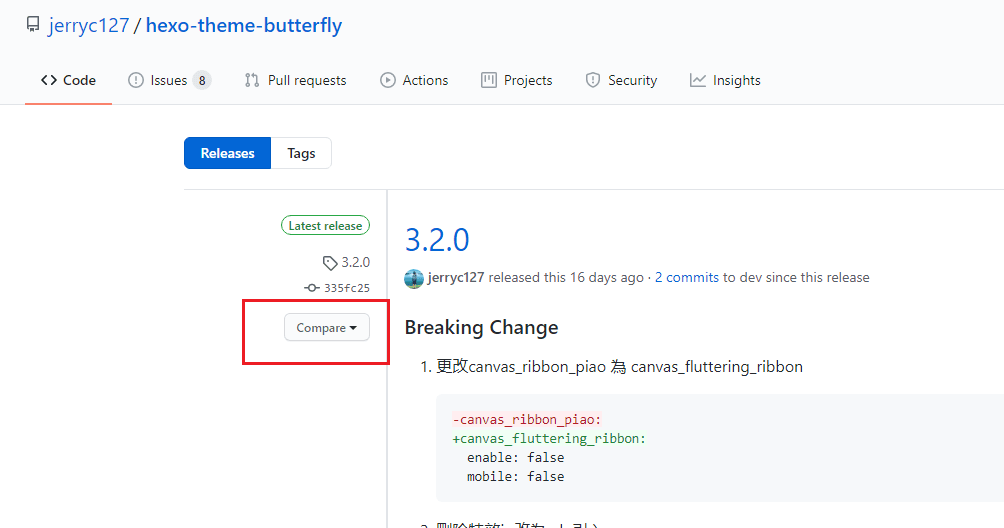 jerryc127 / hexo-theme-butterfly
Code Issues 8 Pull requests Actions Projects Security Insights
Releases Tags
Latest release
3.2.0
335fc25
Compare
3.2.0
jerryc127 released this 16 days ago · 2 commits to dev since this release
Breaking Change
1. 更改canvas_ribbon_piao 為 canvas_fluttering_ribbon
-canvas_ribbon_piao:
+canvas_fluttering_ribbon:
enable: false
mobile: false